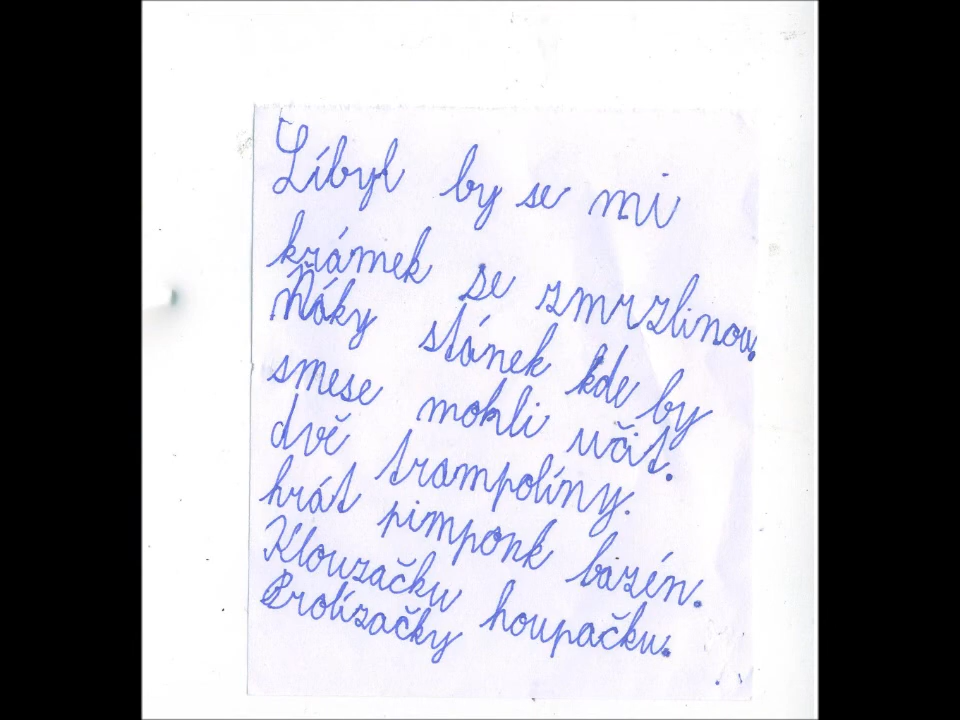 Líbyl by se mi
krámek se zmrzlinou.
Ňáky stánek kde by
smese mohli učit.
dvě trampolíny.
hrát pimponk bazén.
Klouzačku houpačku.
Prolízačky